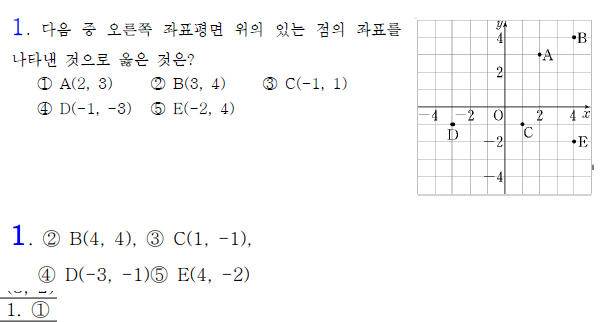 1. 다음 중 오른쪽 좌표평면 위의 있는 점의 좌표를
나타낸 것으로 옳은 것은?
① A(2, 3) ② B(3, 4) ③ C(-1, 1)
④ D(-1, -3) ⑤ E(-2, 4)
y
4
B
A
2
-4 -2 O 2 4 x
D
C
-2
E
-4
1. ② B(4, 4), ③ C(1, -1),
④ D(-3, -1)⑤ E(4, -2)
1. ①